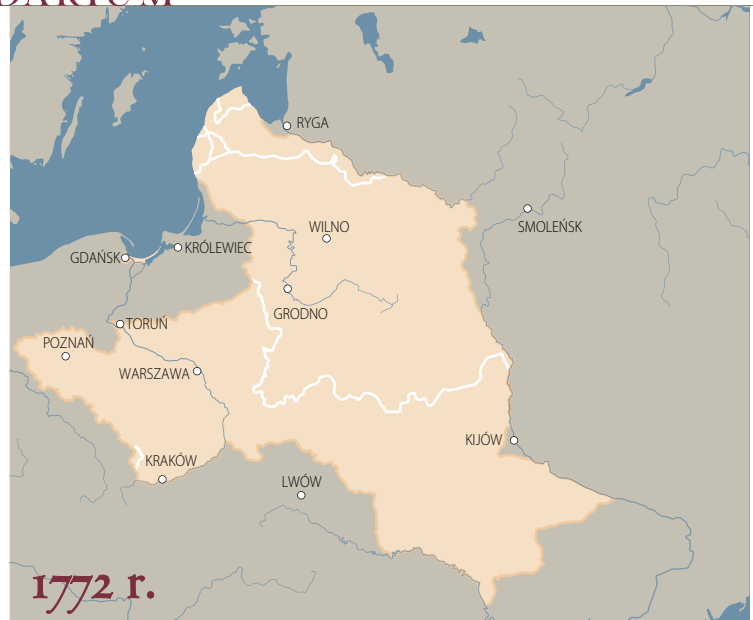 RYGA
SMOLEŃSK
WILNO
KRÓLEWIEC
GDAŃSK
GRODNO
TORUŃ
POZNAŃ
WARSZAWA
KIJÓW
KRAKÓW
LWÓW
1772 r.